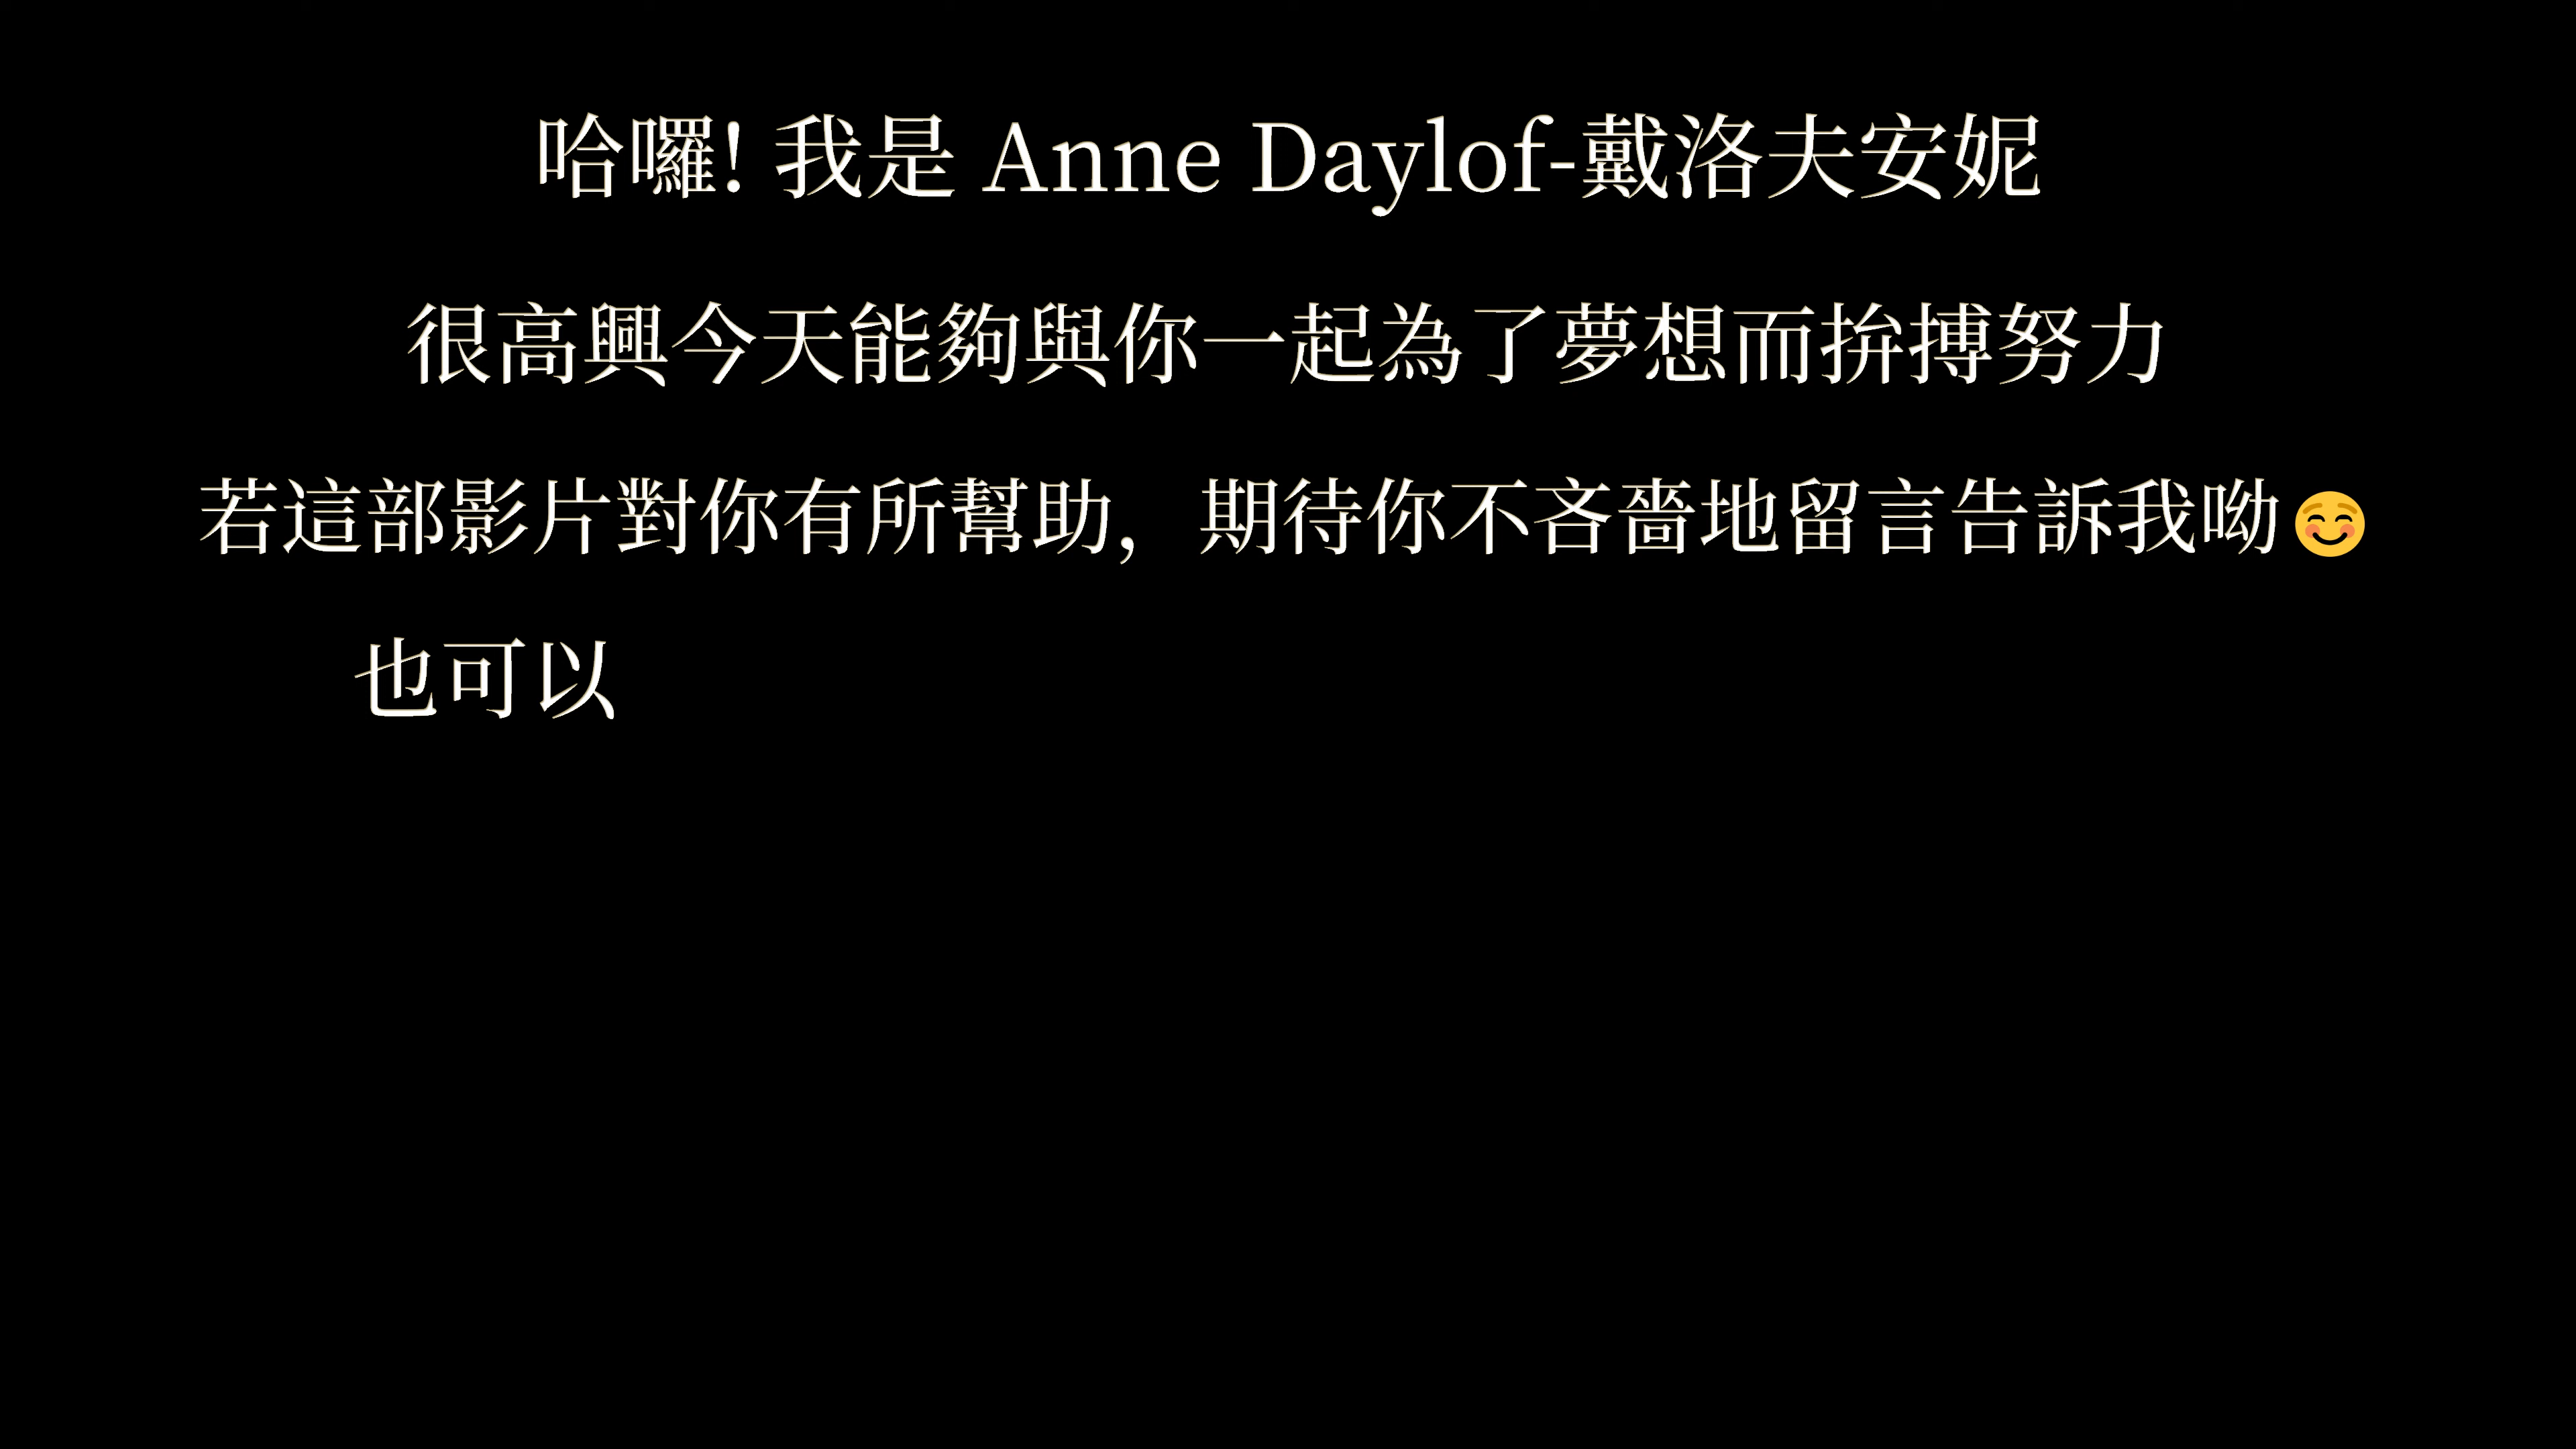 哈囉! 我是 Anne Daylof-戴洛夫安妮
很高興今天能夠與你一起為了夢想而拚搏努力
若這部影片對你有所幫助，期待你不吝嗇地留言告訴我呦😊
也可以